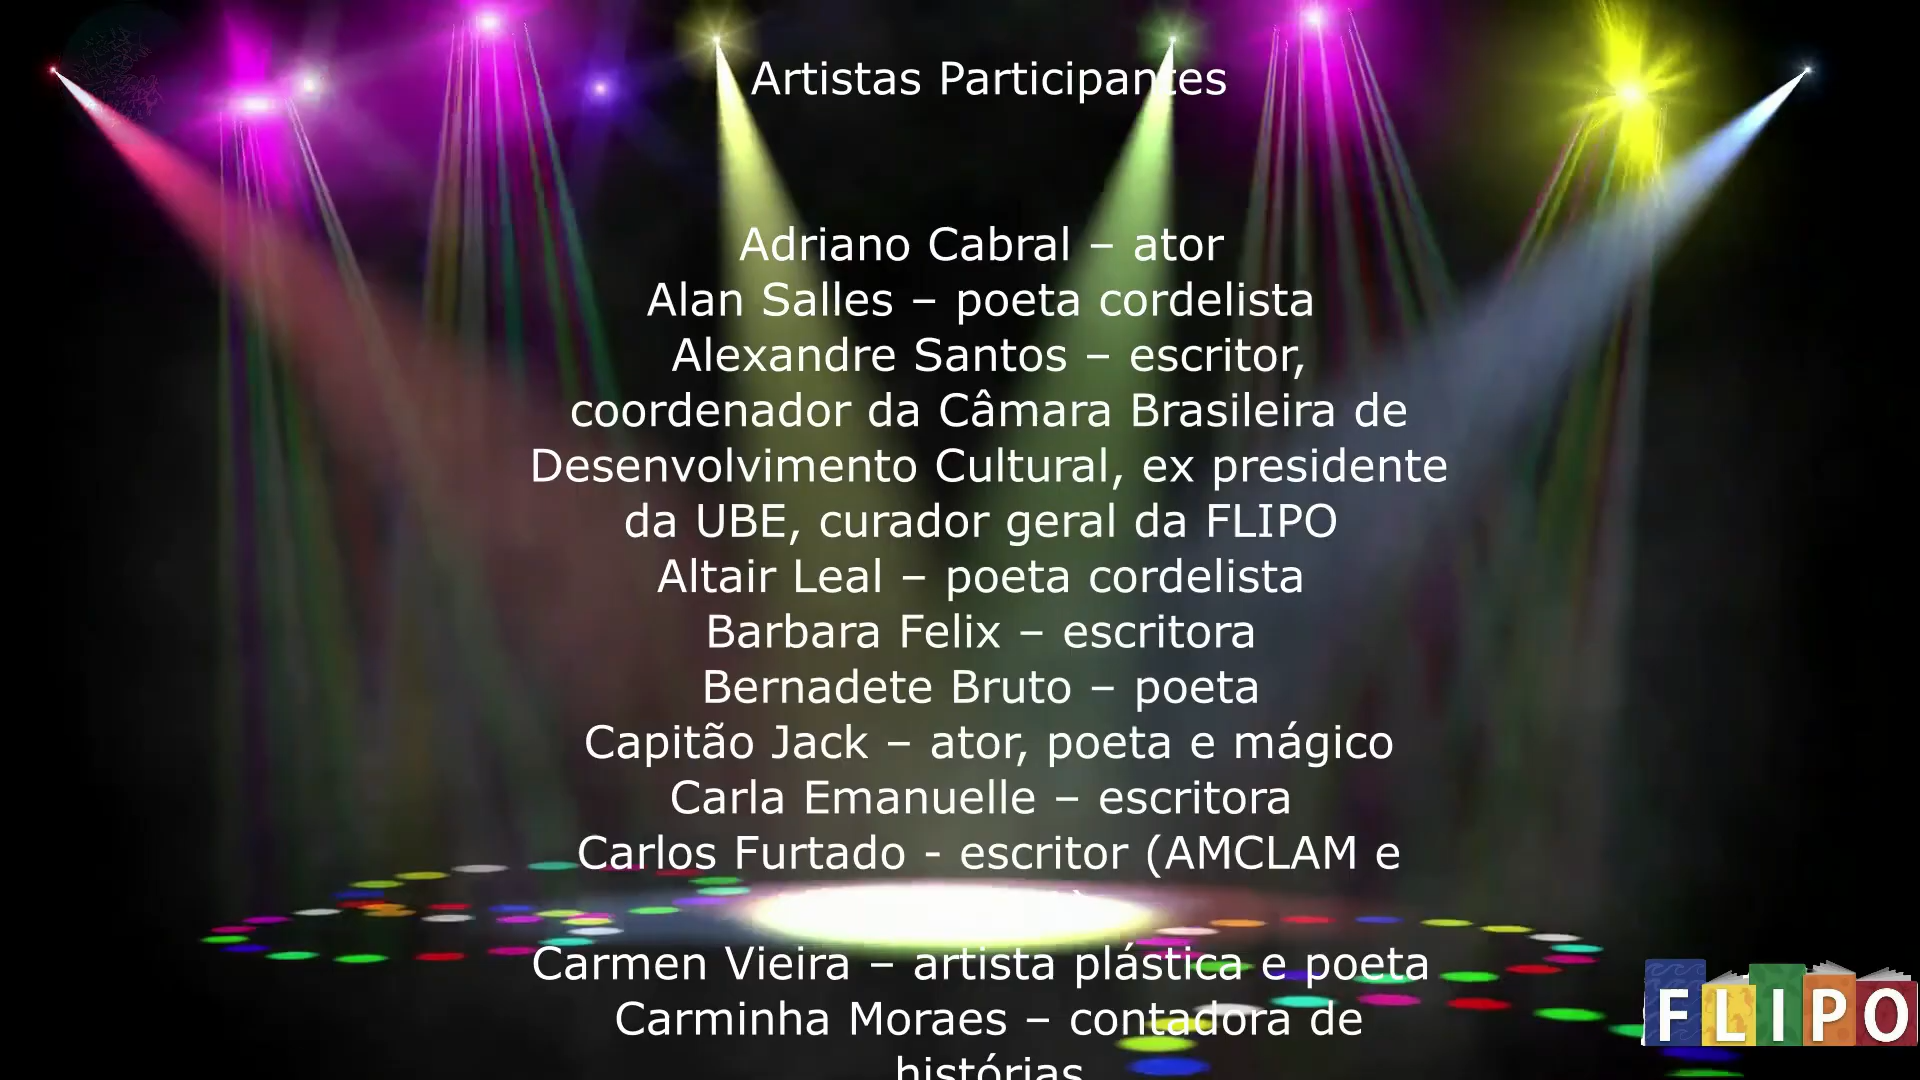 Artistas Participantes
Adriano Cabral – ator
Alan Salles – poeta cordelista
Alexandre Santos – escritor,
coordenador da Câmara Brasileira de
Desenvolvimento Cultural, ex presidente
da UBE, curador geral da FLIPO
Altair Leal – poeta cordelista
Barbara Felix – escritora
Bernadete Bruto – poeta
Capitão Jack – ator, poeta e mágico
Carla Emanuelle – escritora
Carlos Furtado - escritor (AMCLAM e
Carmen Vieira – artista plástica e poeta
Carminha Moraes – contadora de
histórias
FLIPO